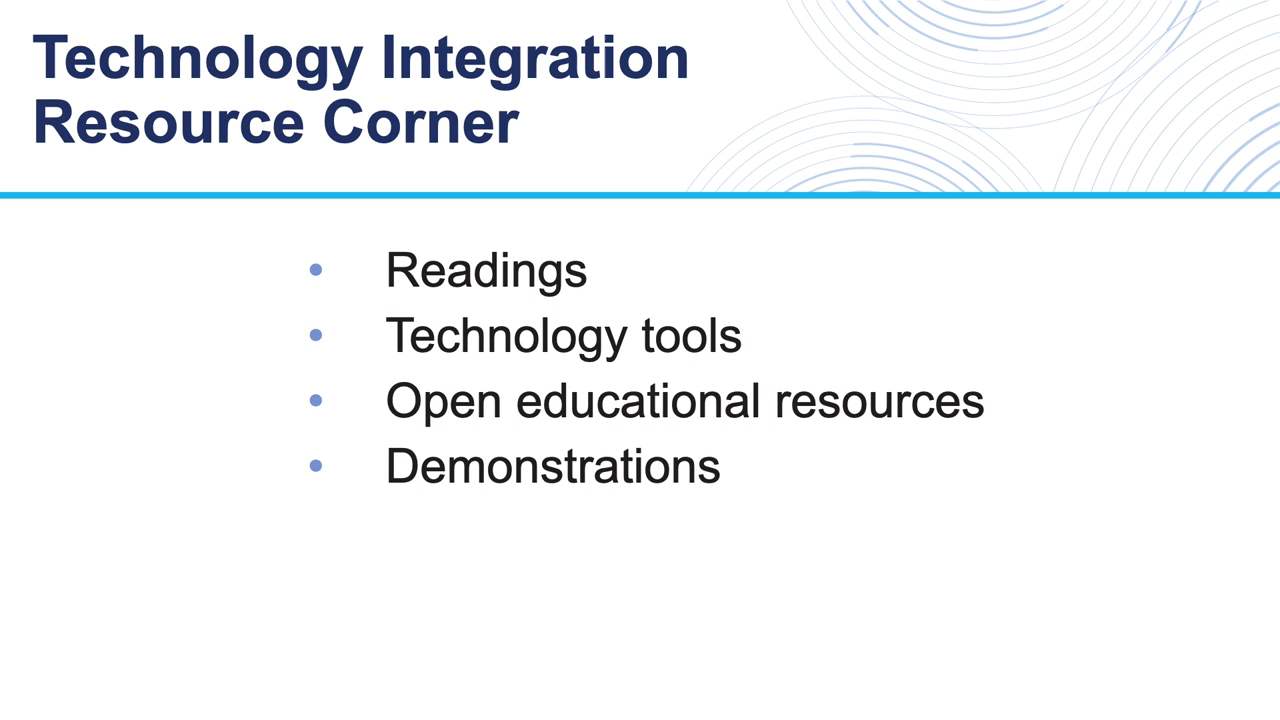 Technology Integration
Resource Corner
• Readings
• Technology tools
• Open educational resources
• Demonstrations